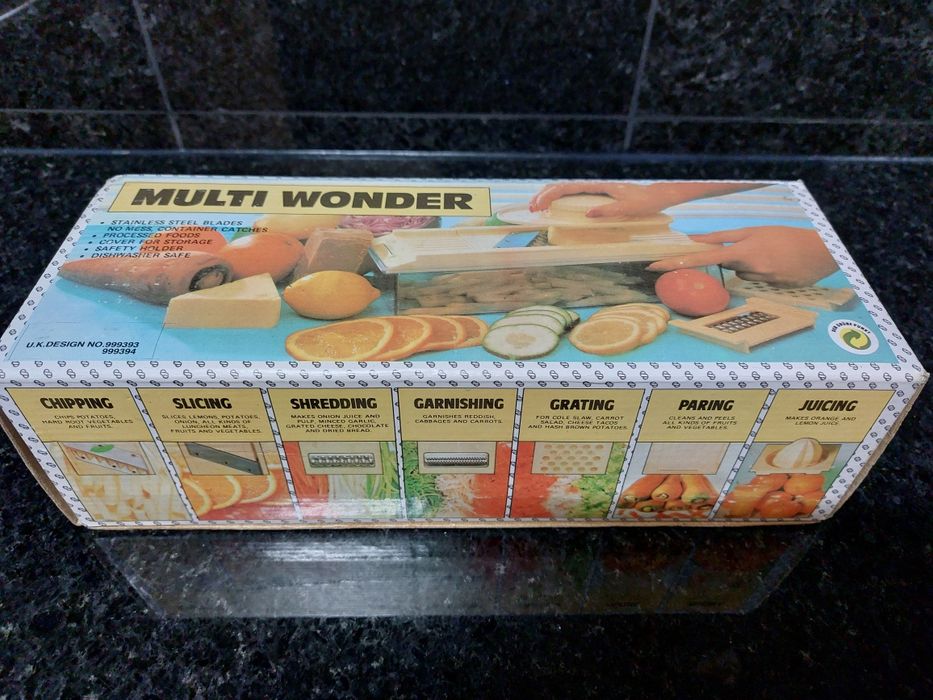 MULTI WONDER
• STAINLESS STEEL BLADES
NO MESS, CONTAINER CATCHES
• PROCESSED FOODS
• COVER FOR STORAGE
• SAFETY HOLDER
• DISHWASHER SAFE
U.K. DESIGN NO. 999393
999394
DER GRÜNE PUNKT
CHIPPING
CHIPS POTATOES,
HARD ROOT VEGETABLES
AND FRUITS.
SLICING
SLICES LEMONS, POTATOES,
ONION, ALL KINDS OF
LUNCHEON MEATS,
FRUITS AND VEGETABLES.
SHREDDING
MAKES ONION JUICE AND
PULP, MINCED GARLIC,
GRATED CHEESE, CHOCOLATE
AND DRIED BREAD.
GARNISHING
GARNISHES REDDISH,
CABBAGES AND CARROTS.
GRATING
FOR COLE SLAW, CARROT
SALAD, CHEESE TACOS
AND HASH BROWN POTATOES.
PARING
CLEANS AND PEELS
ALL KINDS OF FRUITS
AND VEGETABLES.
JUICING
MAKES ORANGE AND
LEMON JUICE.